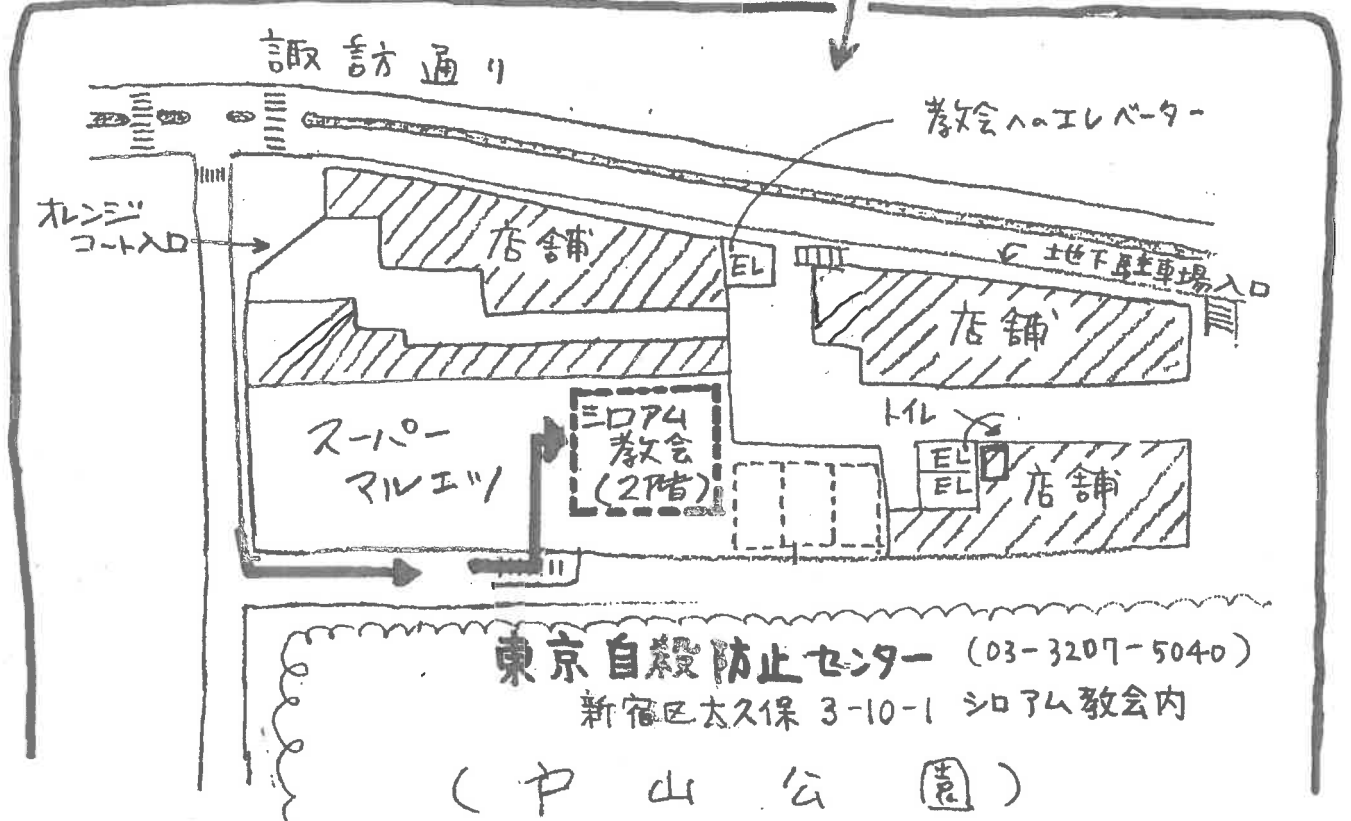 諏訪通り
教会へのエレベーター
オレンジ
コート入口
店舗
EL
地下駐車場入口
店舗
トイレ
スーパー
マルエツ
シロアム
教会
(2階)
EL
EL
店舗
東京自殺防止センター (03-3207-5040)
新宿区大久保 3-10-1 シロアム教会内
(戸山公園)